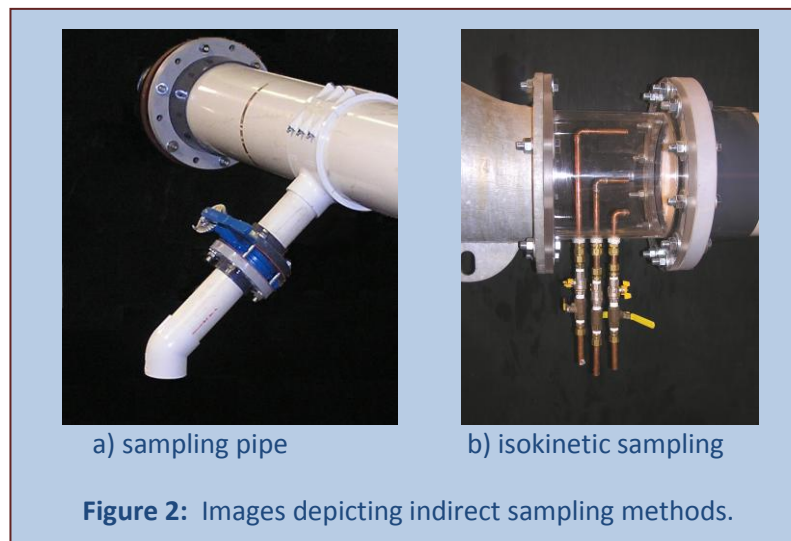 a) sampling pipe
b) isokinetic sampling
Figure 2: Images depicting indirect sampling methods.